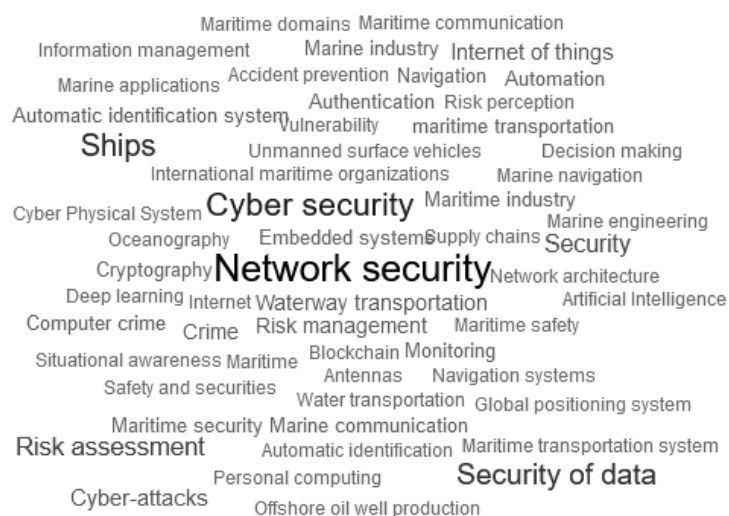 Maritime domains Maritime communication
Information management Marine industry Internet of things
Marine applications Accident prevention Navigation Automation
Authentication Risk perception
Automatic identification system Vulnerability maritime transportation
Ships Unmanned surface vehicles Decision making
International maritime organizations Marine navigation
Cyber Physical System Cyber security Maritime industry
Marine engineering
Oceanography Embedded systems Supply chains Security
Cryptography Network security Network architecture
Deep learning Internet Waterway transportation Artificial Intelligence
Computer crime Crime Risk management Maritime safety
Situational awareness Maritime Blockchain Monitoring
Safety and securities Antennas Navigation systems
Water transportation Global positioning system
Maritime security Marine communication
Risk assessment Automatic identification Maritime transportation system
Personal computing Security of data
Cyber-attacks Offshore oil well production